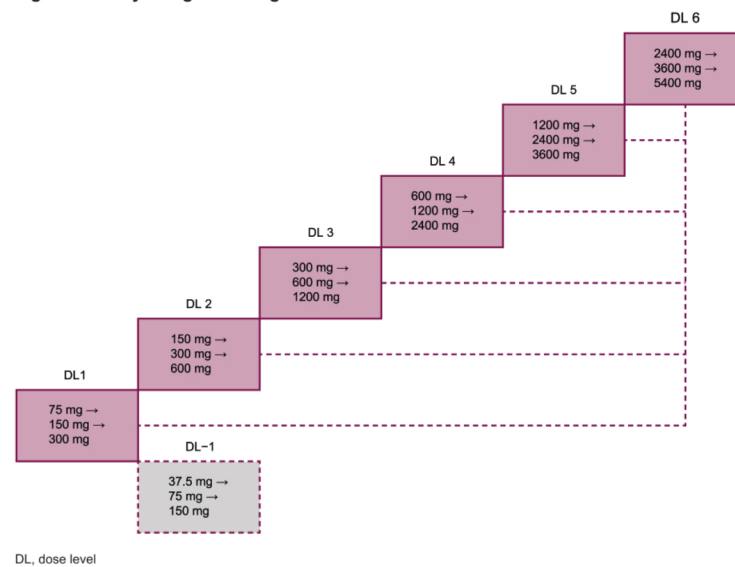 DL 6
2400 mg →
3600 mg →
5400 mg
DL 5
1200 mg →
2400 mg →
3600 mg
DL 4
600 mg →
1200 mg →
2400 mg
DL 3
300 mg →
600 mg →
1200 mg
DL 2
150 mg →
300 mg →
600 mg
DL1
75 mg →
150 mg →
300 mg
DL−1
37.5 mg →
75 mg →
150 mg
DL, dose level